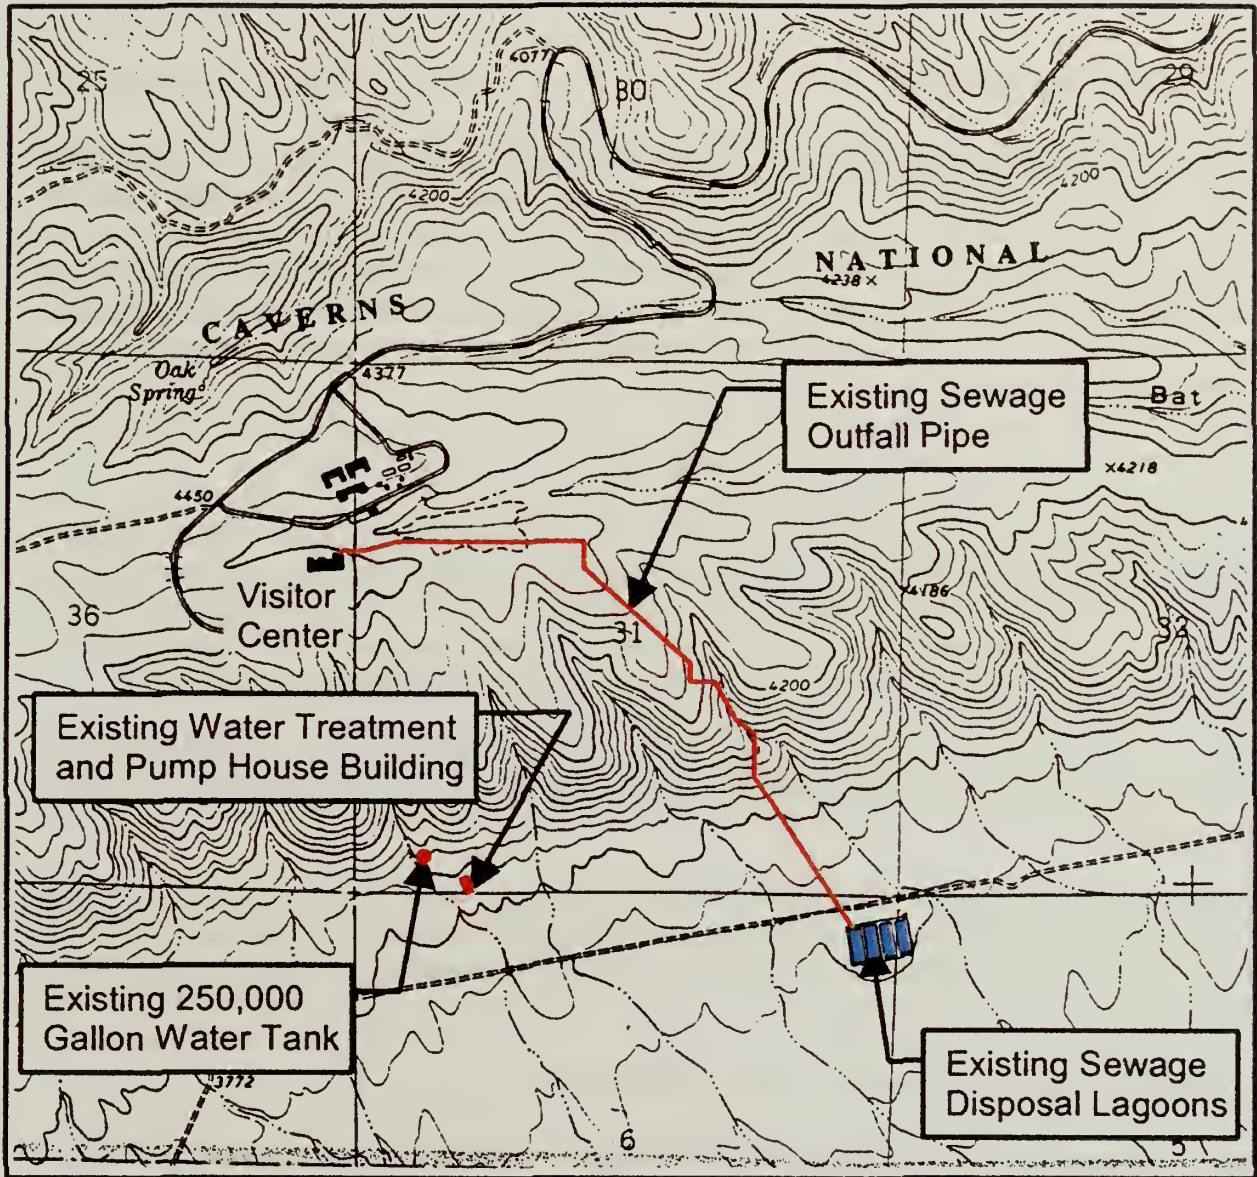 4077
25
80
29
4200
4200
NATIONAL
4238
CAVERNS
Oak
Spring
4377
Existing Sewage
Outfall Pipe
Bat
4218
4450
Visitor
Center
36
31
4186
33
4200
Existing Water Treatment
and Pump House Building
Existing 250,000
Gallon Water Tank
3772
Existing Sewage
Disposal Lagoons
6
5